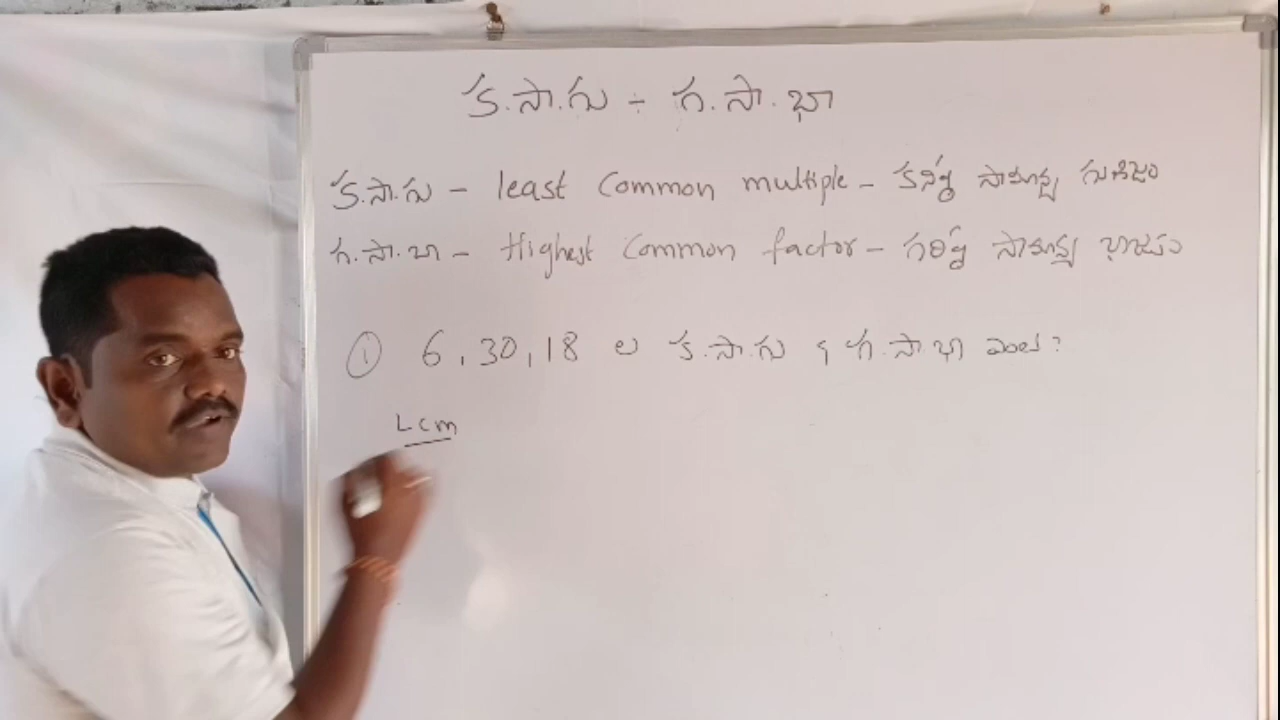 క.సా.గు - గ.సా.భా
క.సా.గు - least Common multiple - కనిష్ఠ సామాన్య గుణిజం
గ.సా.భా - Highest Common factor - గరిష్ఠ సామాన్య భాజకం
① 6, 30, 18 ల క.సా.గు & గ.సా.భా ఎంత?
Lcm